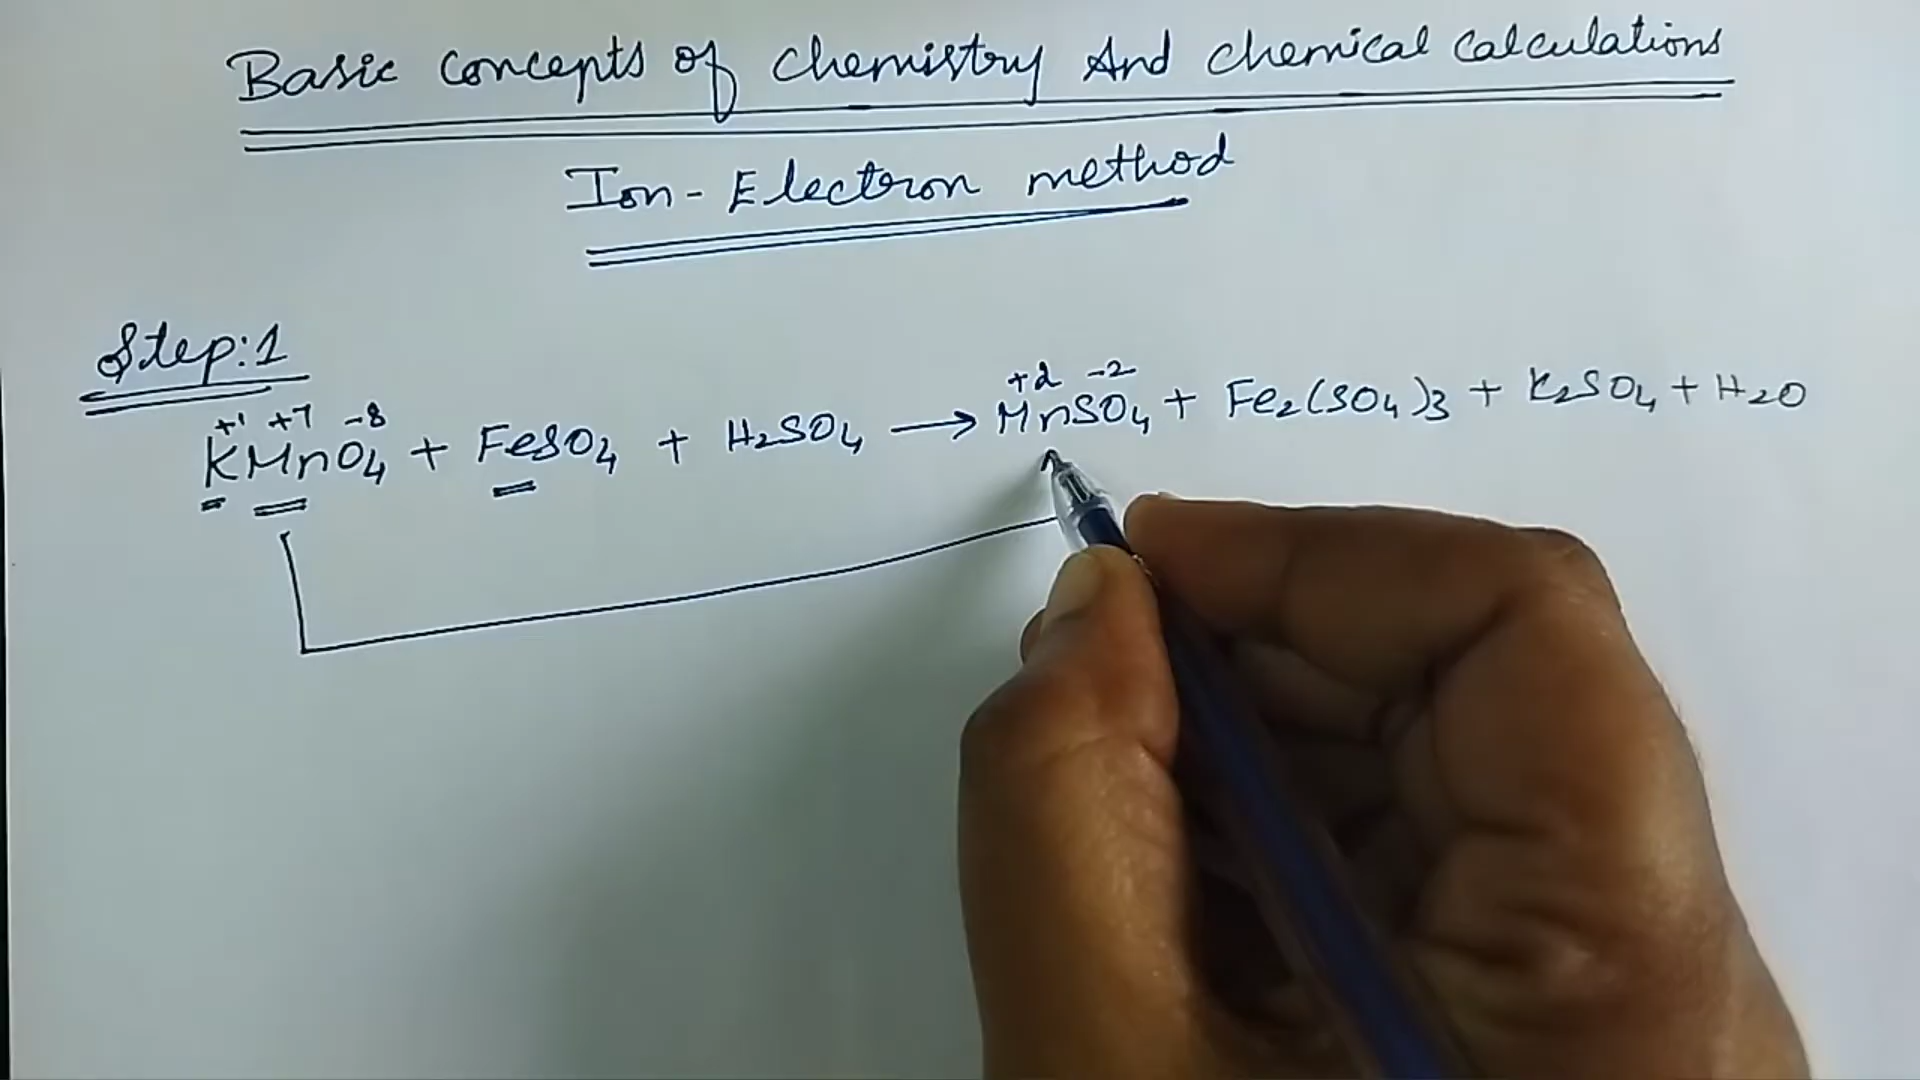 Basic concepts of chemistry And chemical calculations
Ion-Electron method
Step:1
+1 +7 -8 +2 -2
KMnO4 + FeSO4 + H2SO4 → MnSO4 + Fe2(SO4)3 + K2SO4 + H2O